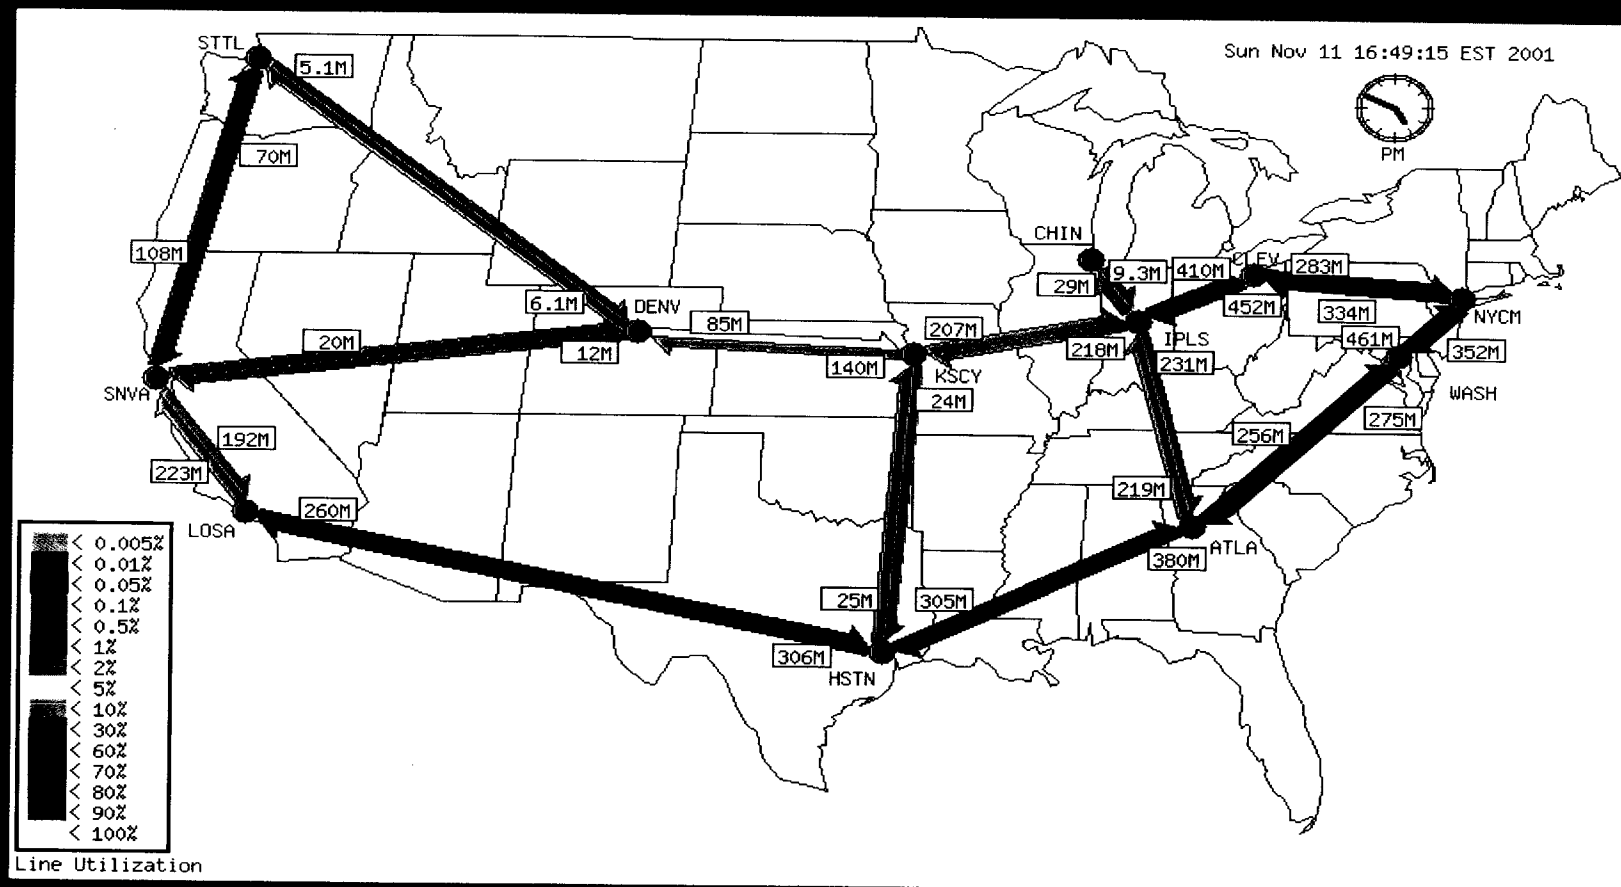 Sun Nov 11 16:49:15 EST 2001
PM
STTL
5.1M
70M
108M
CHIN
9.3M
29M
410M
CLEV
283M
452M
334M
NYCM
6.1M
DENV
85M
20M
12M
207M
IPLS
218M
231M
461M
352M
140M
KSCY
24M
SNVA
WASH
275M
192M
256M
223M
219M
LOSA
260M
ATLA
380M
25M
305M
306M
HSTN
< 0.005%
< 0.01%
< 0.05%
< 0.1%
< 0.5%
< 1%
< 2%
< 5%
< 10%
< 30%
< 60%
< 70%
< 80%
< 90%
< 100%
Line Utilization